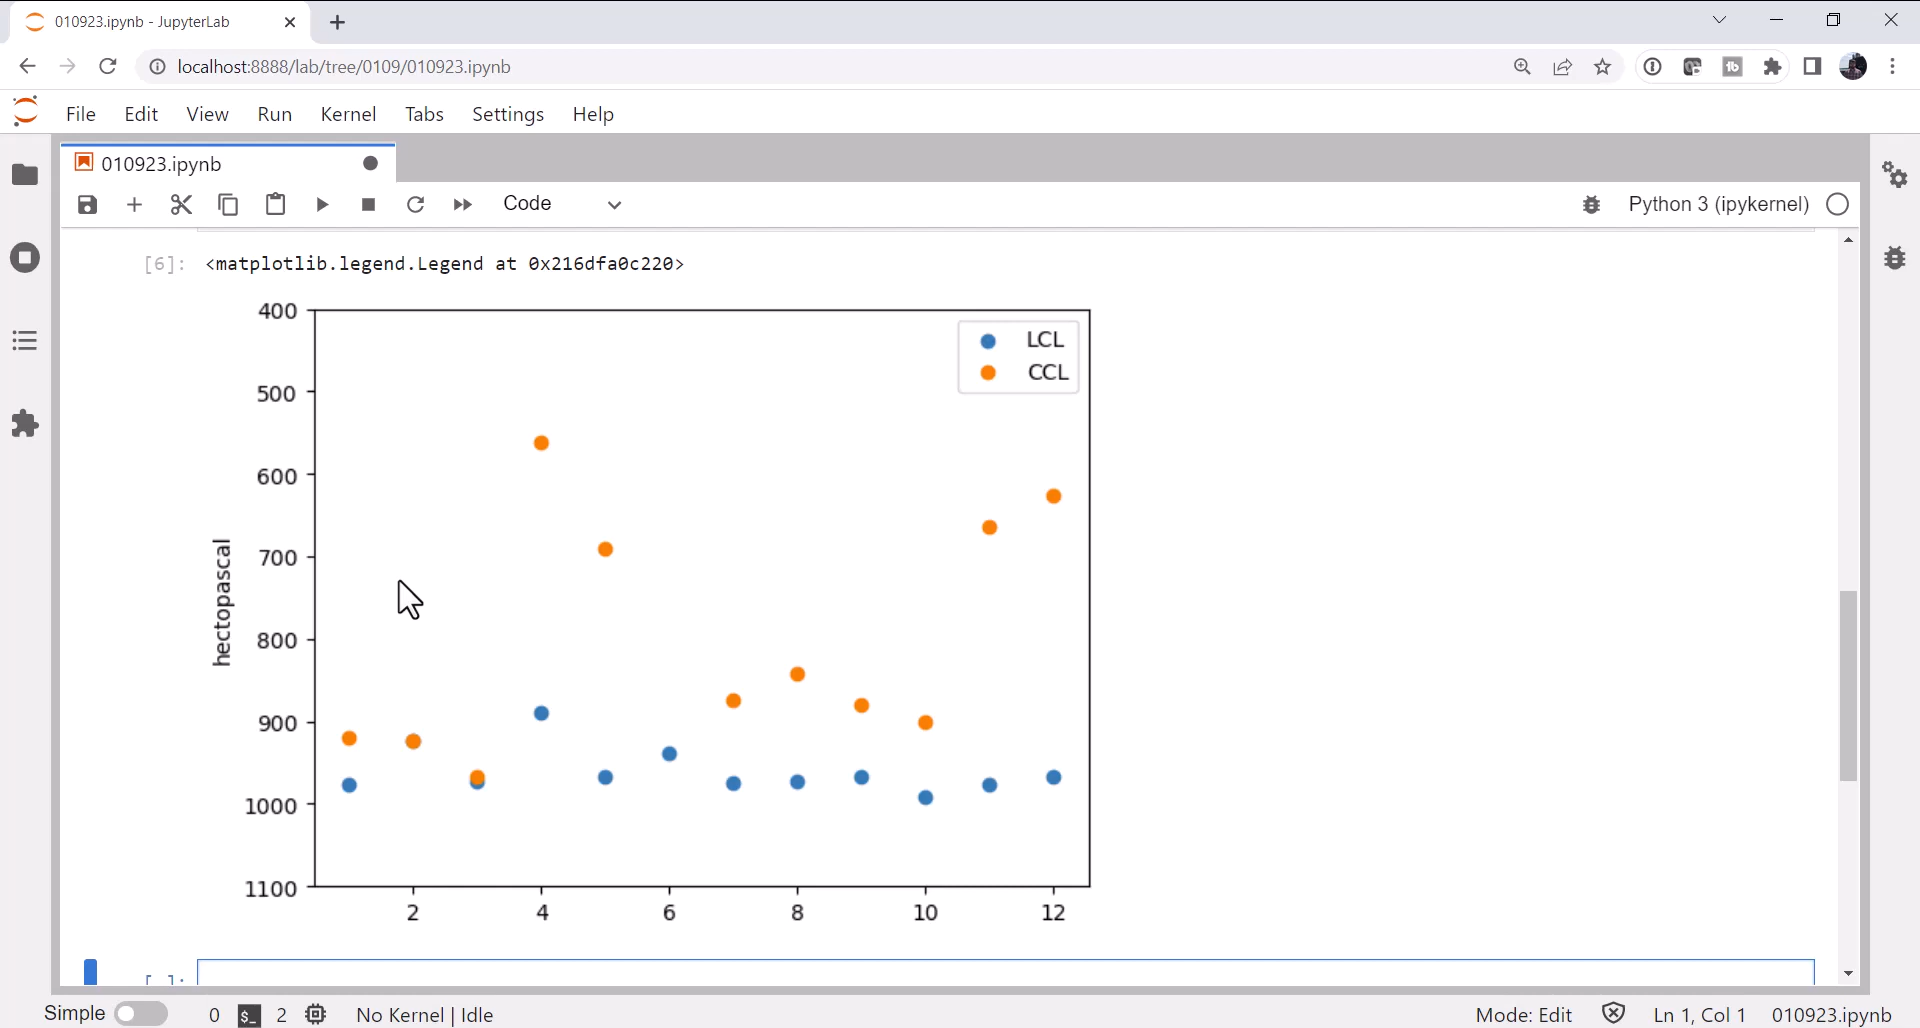 010923.ipynb - JupyterLab
localhost:8888/lab/tree/0109/010923.ipynb
File Edit View Run Kernel Tabs Settings Help
010923.ipynb
Code
Python 3 (ipykernel)
[6]: <matplotlib.legend.Legend at 0x216dfa0c220>
LCL
CCL
400
500
600
700
800
900
1000
1100
hectopascal
2 4 6 8 10 12
[ ]:
Simple 0 $_ 2 No Kernel | Idle Mode: Edit Ln 1, Col 1 010923.ipynb